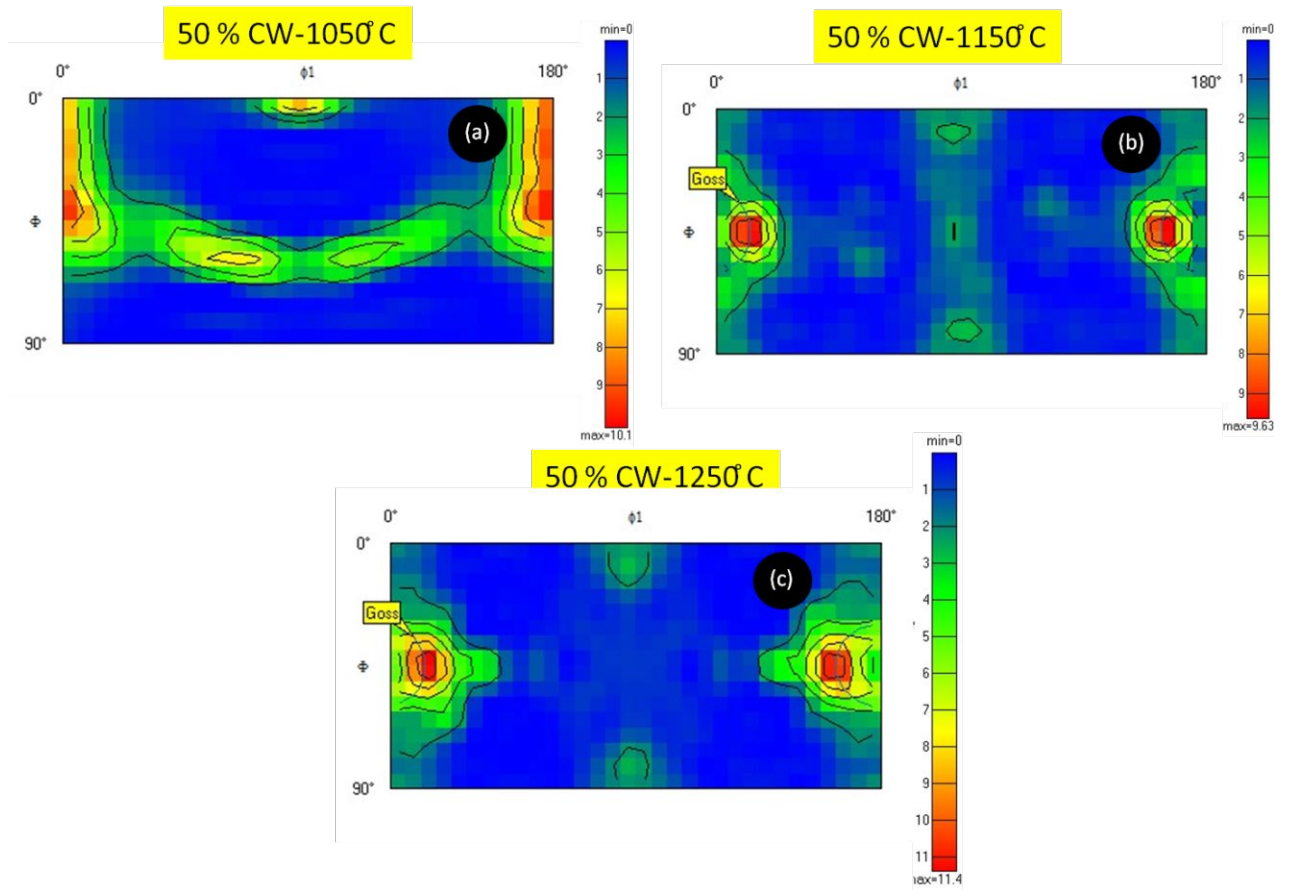 50 % CW-1050°C
0°
ϕ1
180°
0°
Φ
90°
(a)
min=0
1
2
3
4
5
6
7
8
9
max=10.1
50 % CW-1150°C
0°
ϕ1
180°
0°
Goss
Φ
90°
(b)
min=0
1
2
3
4
5
6
7
8
9
max=9.63
50 % CW-1250°C
0°
ϕ1
180°
0°
Goss
Φ
90°
(c)
min=0
1
2
3
4
5
6
7
8
9
10
11
max=11.4